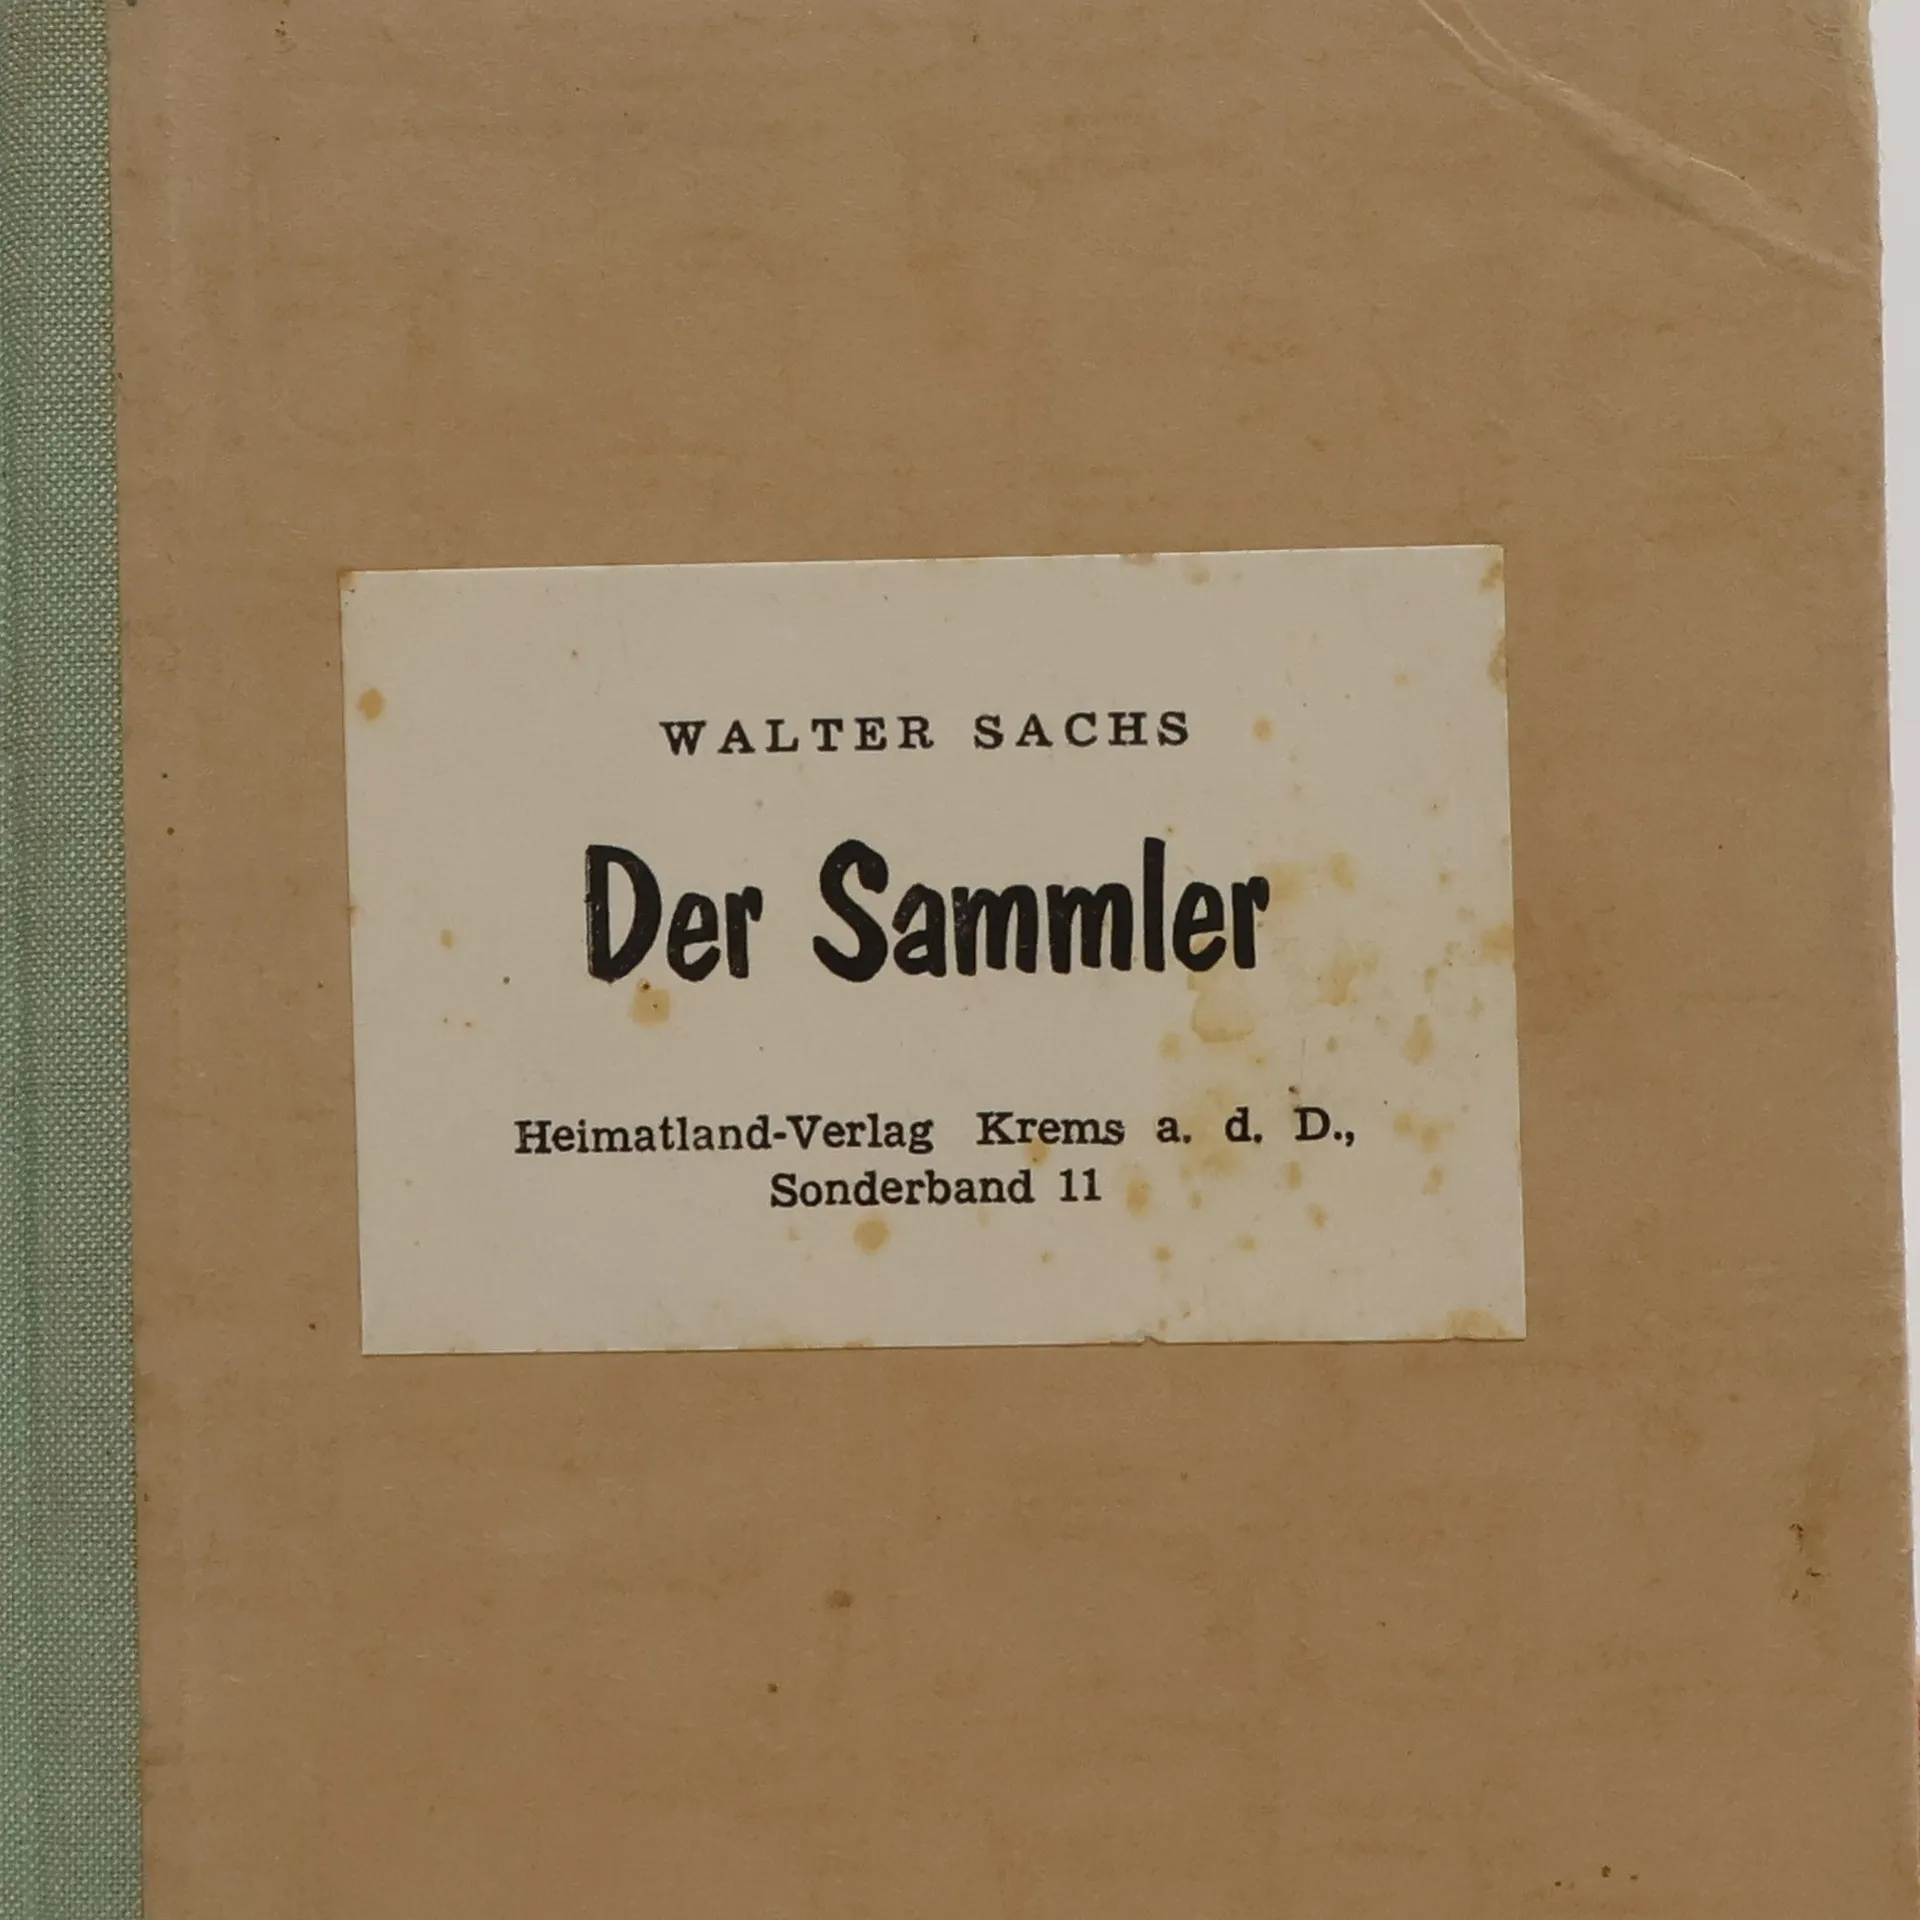 WALTER SACHS
Der Sammler
Heimatland-Verlag Krems a. d. D.,
Sonderband 11